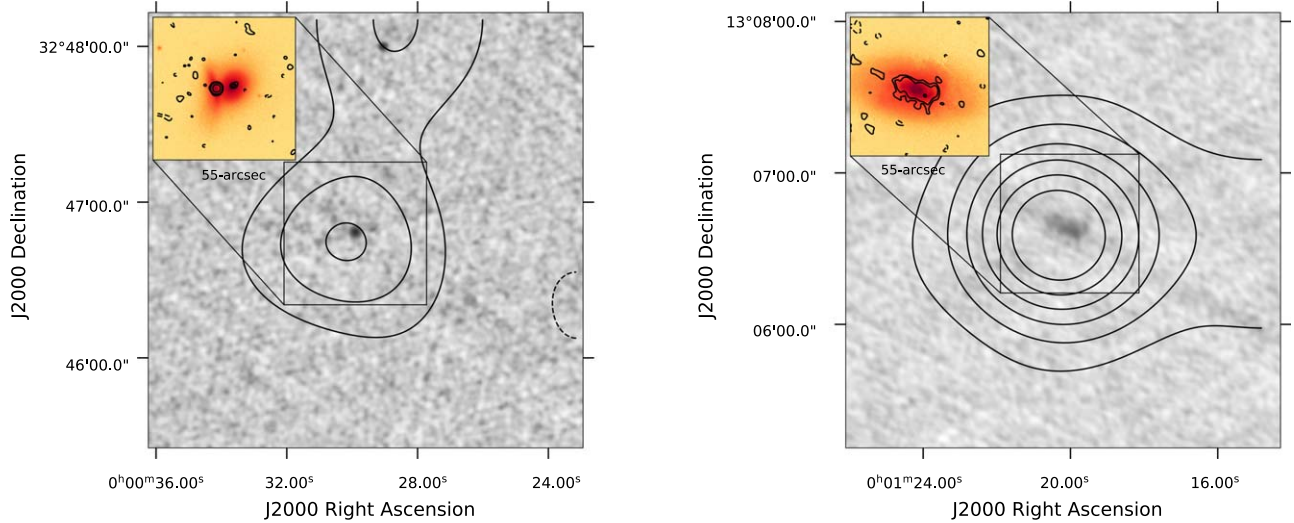 32°48'00.0"
47'00.0"
46'00.0"
J2000 Declination
55-arcsec
0ʰ00ᵐ36.00ˢ
32.00ˢ
28.00ˢ
24.00ˢ
J2000 Right Ascension
13°08'00.0"
07'00.0"
06'00.0"
J2000 Declination
55-arcsec
0ʰ01ᵐ24.00ˢ
20.00ˢ
16.00ˢ
J2000 Right Ascension